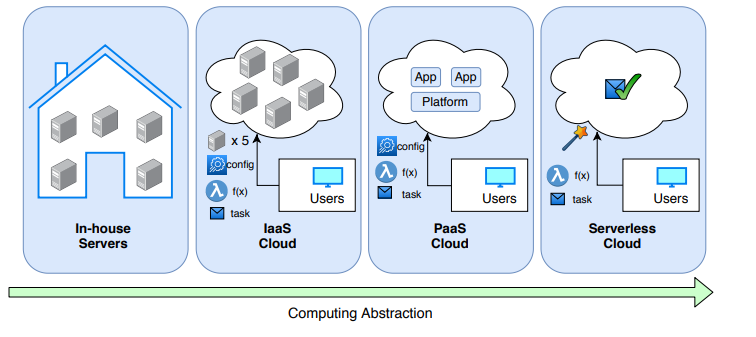 In-house
Servers
x 5
config
f(x)
task
Users
IaaS
Cloud
App
App
Platform
config
f(x)
task
Users
PaaS
Cloud
f(x)
task
Users
Serverless
Cloud
Computing Abstraction